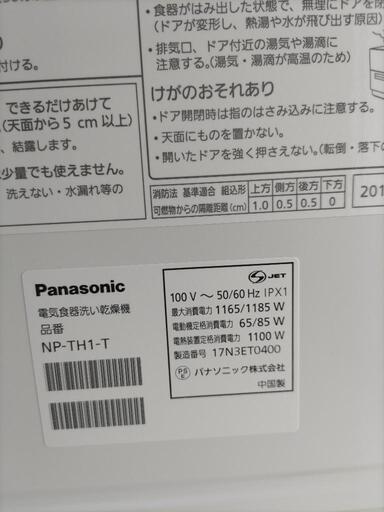 ・食器がはみ出した状態で、無理にドアを閉
(ドアが変形し、熱湯や水が飛び出す原因)
・排気口、ドア付近の湯気や湯滴に
注意する。(湯気・湯滴が高温のため)
付ける。
けがのおそれあり
・ドア開閉時は指のはさみ込みに注意する。
・天面にものを置かない。
・開いたドアを強く押さえない。(転倒・落下の
できるだけあけて
(天面から5cm以上)
、結露します。
少量でも使えません。
洗えない・水漏れ等の
消防法 基準適合 組込形 上方 側方 後方 下方
可燃物からの離隔距離(cm) 1.0 0.5 0.5 0
201
Panasonic
電気食器洗い乾燥機
品番
NP-TH1-T
JET
100 V ～ 50/60 Hz IPX1
最大消費電力 1165/1185 W
電動機定格消費電力 65/85 W
電熱装置定格消費電力 1100 W
製造番号 17N3ET0400
PS E パナソニック株式会社
中国製